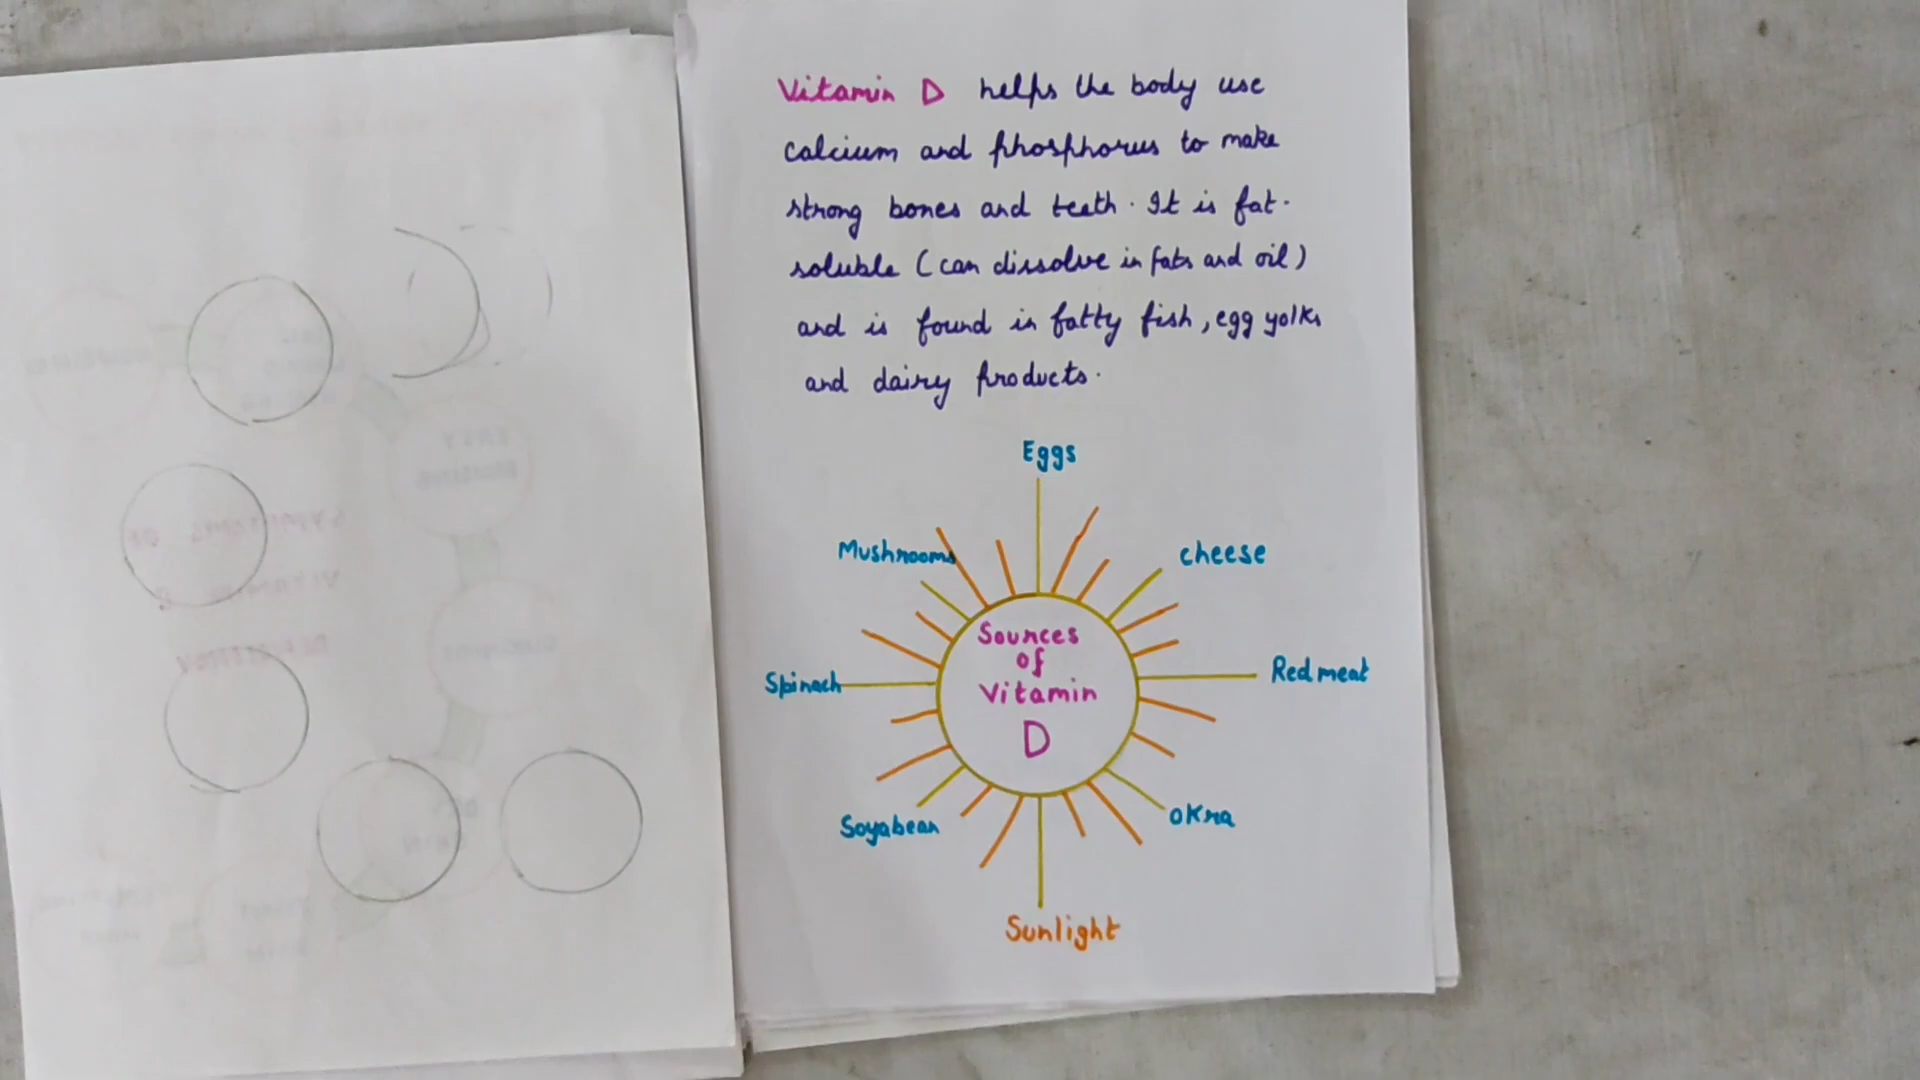 Vitamin D helps the body use
calcium and phosphorus to make
strong bones and teeth. It is fat-
soluble (can dissolve in fats and oil)
and is found in fatty fish, egg yolks
and dairy products.
Eggs
Mushrooms
cheese
Sources
of
Vitamin
D
Spinach
Red meat
Soyabean
okra
Sunlight